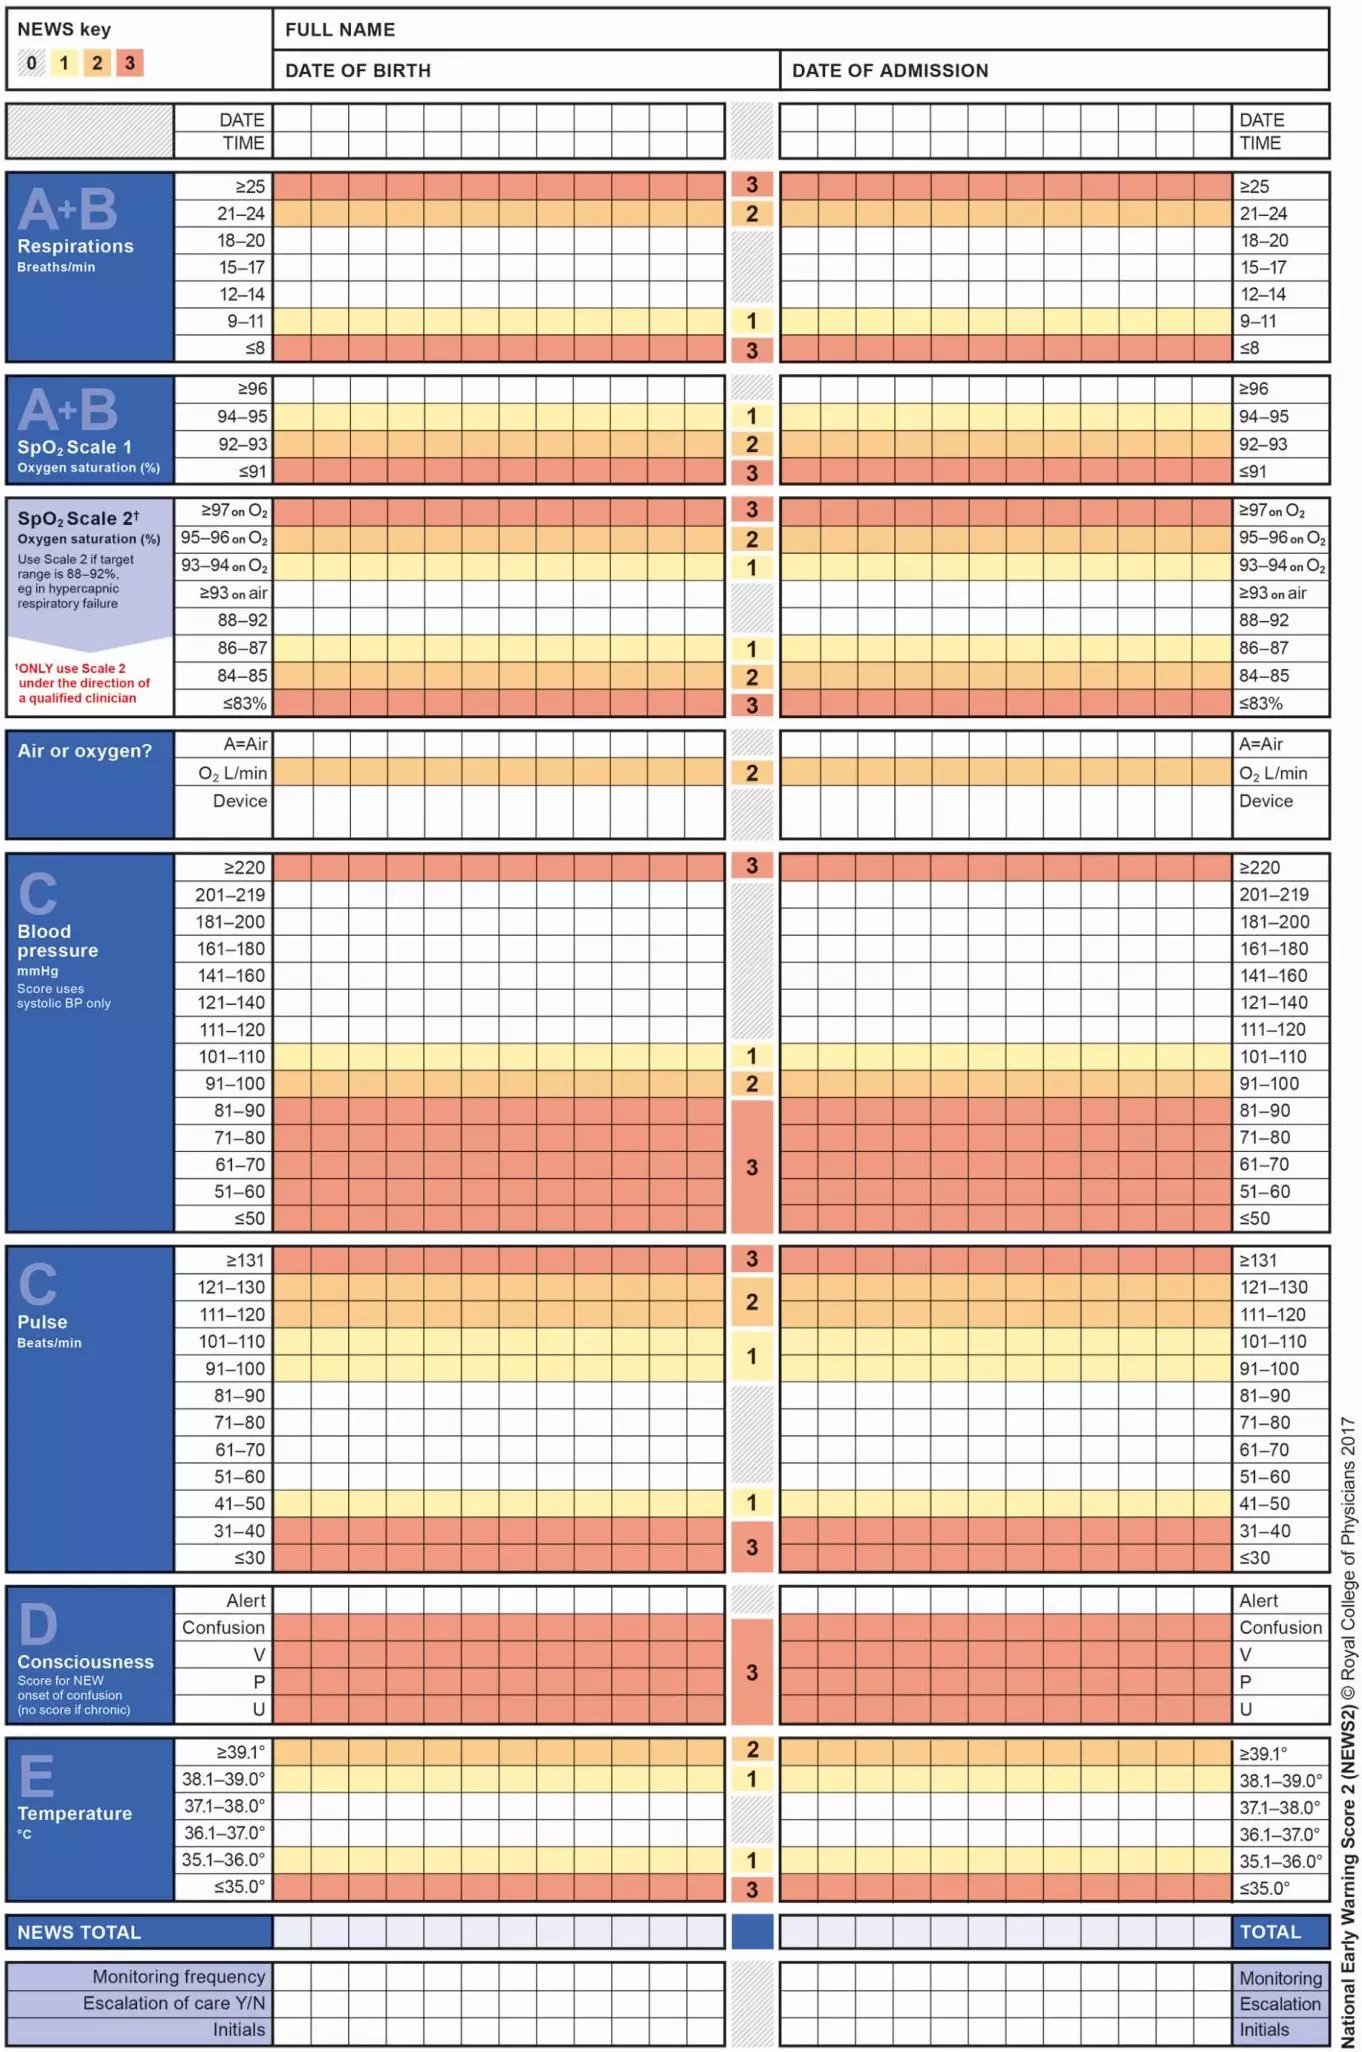 NEWS key
0 1 2 3
FULL NAME
DATE OF BIRTH
DATE OF ADMISSION
DATE DATE
TIME TIME
A+B
Respirations
Breaths/min
≥25 3 ≥25
21–24 2 21–24
18–20 18–20
15–17 15–17
12–14 12–14
9–11 1 9–11
≤8 3 ≤8
A+B
SpO₂ Scale 1
Oxygen saturation (%)
≥96 ≥96
94–95 1 94–95
92–93 2 92–93
≤91 3 ≤91
SpO₂ Scale 2†
Oxygen saturation (%)
Use Scale 2 if target
range is 88–92%,
eg in hypercapnic
respiratory failure
†ONLY use Scale 2
under the direction of
a qualified clinician
≥97 on O₂ 3 ≥97 on O₂
95–96 on O₂ 2 95–96 on O₂
93–94 on O₂ 1 93–94 on O₂
≥93 on air ≥93 on air
88–92 88–92
86–87 1 86–87
84–85 2 84–85
≤83% 3 ≤83%
Air or oxygen?
A=Air A=Air
O₂ L/min 2 O₂ L/min
Device Device
C
Blood
pressure
mmHg
Score uses
systolic BP only
≥220 3 ≥220
201–219 201–219
181–200 181–200
161–180 161–180
141–160 141–160
121–140 121–140
111–120 111–120
101–110 1 101–110
91–100 2 91–100
81–90 81–90
71–80 71–80
61–70 3 61–70
51–60 51–60
≤50 ≤50
C
Pulse
Beats/min
≥131 3 ≥131
121–130 2 121–130
111–120 111–120
101–110 1 101–110
91–100 91–100
81–90 81–90
71–80 71–80
61–70 61–70
51–60 51–60
41–50 1 41–50
31–40 3 31–40
≤30 ≤30
D
Consciousness
Score for NEW
onset of confusion
(no score if chronic)
Alert Alert
Confusion Confusion
V V
P 3 P
U U
E
Temperature
°C
≥39.1° 2 ≥39.1°
38.1–39.0° 1 38.1–39.0°
37.1–38.0° 37.1–38.0°
36.1–37.0° 36.1–37.0°
35.1–36.0° 1 35.1–36.0°
≤35.0° 3 ≤35.0°
NEWS TOTAL TOTAL
Monitoring frequency Monitoring
Escalation of care Y/N Escalation
Initials Initials
National Early Warning Score 2 (NEWS2) © Royal College of Physicians 2017